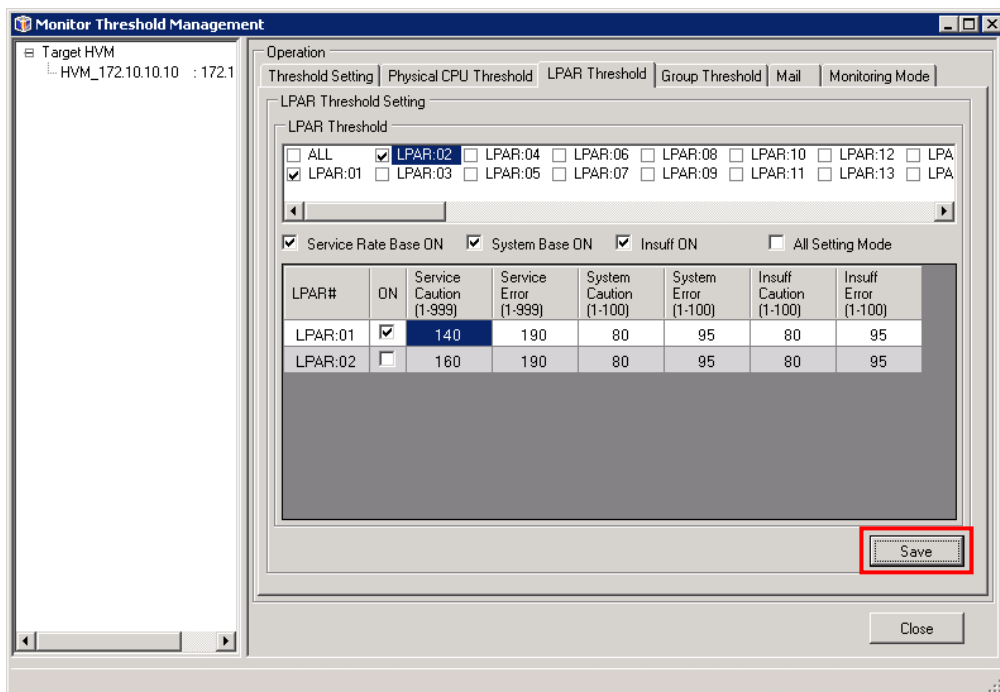 Monitor Threshold Management
Target HVM
HVM_172.10.10.10 : 172.1
Operation
Threshold Setting Physical CPU Threshold LPAR Threshold Group Threshold Mail Monitoring Mode
LPAR Threshold Setting
LPAR Threshold
ALL LPAR:02 LPAR:04 LPAR:06 LPAR:08 LPAR:10 LPAR:12 LPA
LPAR:01 LPAR:03 LPAR:05 LPAR:07 LPAR:09 LPAR:11 LPAR:13 LPA
Service Rate Base ON System Base ON Insuff ON All Setting Mode
LPAR# ON Service Caution (1-999) Service Error (1-999) System Caution (1-100) System Error (1-100) Insuff Caution (1-100) Insuff Error (1-100)
LPAR:01 140 190 80 95 80 95
LPAR:02 160 190 80 95 80 95
Save
Close